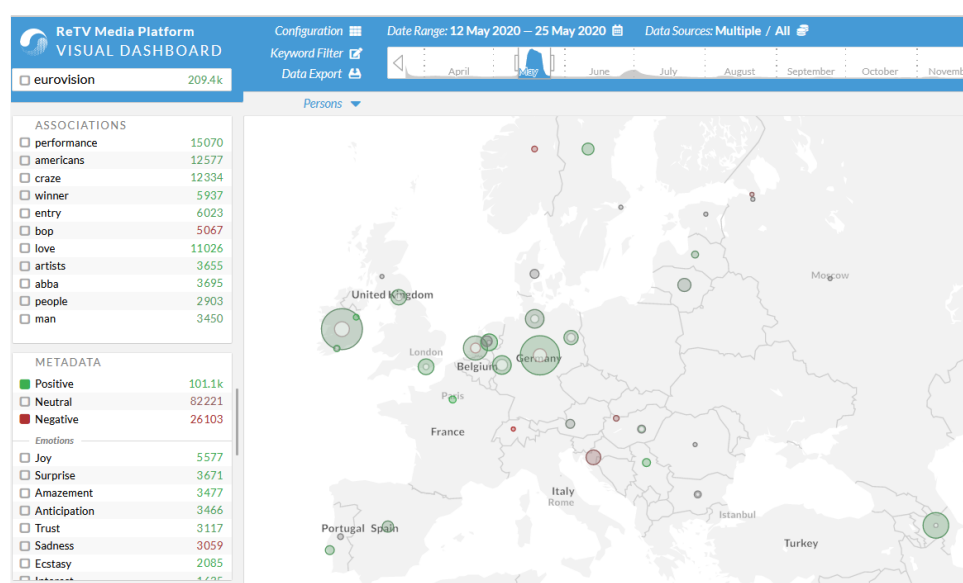 ReTV Media Platform
VISUAL DASHBOARD
Configuration
Keyword Filter
Data Export
Date Range: 12 May 2020 — 25 May 2020
Data Sources: Multiple / All
eurovision 209.4k
April May June July August September October Novemb
Persons
ASSOCIATIONS
performance 15070
americans 12577
craze 12334
winner 5937
entry 6023
bop 5067
love 11026
artists 3655
abba 3695
people 2903
man 3450
METADATA
Positive 101.1k
Neutral 82221
Negative 26103
Emotions
Joy 5577
Surprise 3671
Amazement 3477
Anticipation 3466
Trust 3117
Sadness 3059
Ecstasy 2085
Interest 1635
Moscow
United Kingdom
London
Belgium
Germany
Paris
France
Italy
Rome
Istanbul
Portugal Spain
Turkey